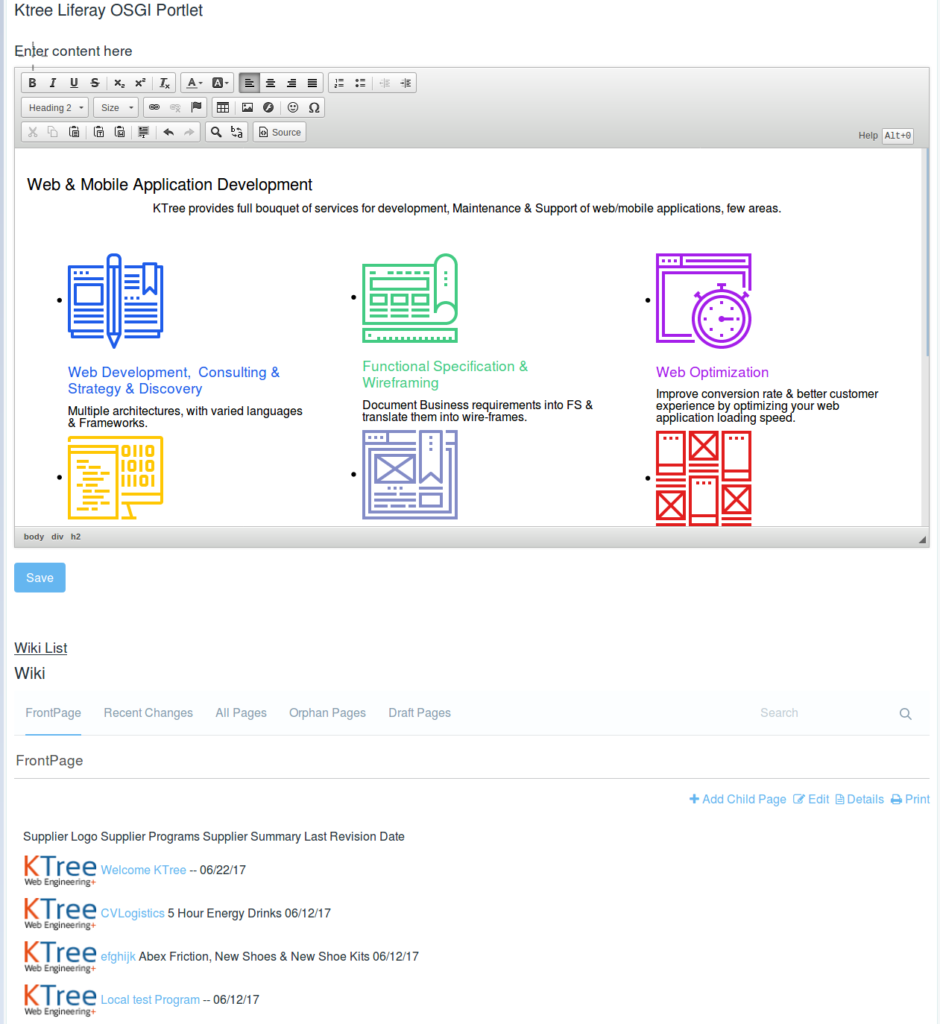 Ktree Liferay OSGI Portlet
Enter content here
B I U S x₂ x² Tx A A
Heading 2 Size Ω
Source
Help Alt+0
Web & Mobile Application Development
KTree provides full bouquet of services for development, Maintenance & Support of web/mobile applications, few areas.
Web Development, Consulting &
Strategy & Discovery
Multiple architectures, with varied languages
& Frameworks.
Functional Specification &
Wireframing
Document Business requirements into FS &
translate them into wire-frames.
Web Optimization
Improve conversion rate & better customer
experience by optimizing your web
application loading speed.
body div h2
Save
Wiki List
Wiki
FrontPage Recent Changes All Pages Orphan Pages Draft Pages Search
FrontPage
Add Child Page Edit Details Print
Supplier Logo Supplier Programs Supplier Summary Last Revision Date
KTree
Web Engineering+
Welcome KTree -- 06/22/17
KTree
Web Engineering+
CVLogistics 5 Hour Energy Drinks 06/12/17
KTree
Web Engineering+
efghijk Abex Friction, New Shoes & New Shoe Kits 06/12/17
KTree
Web Engineering+
Local test Program -- 06/12/17